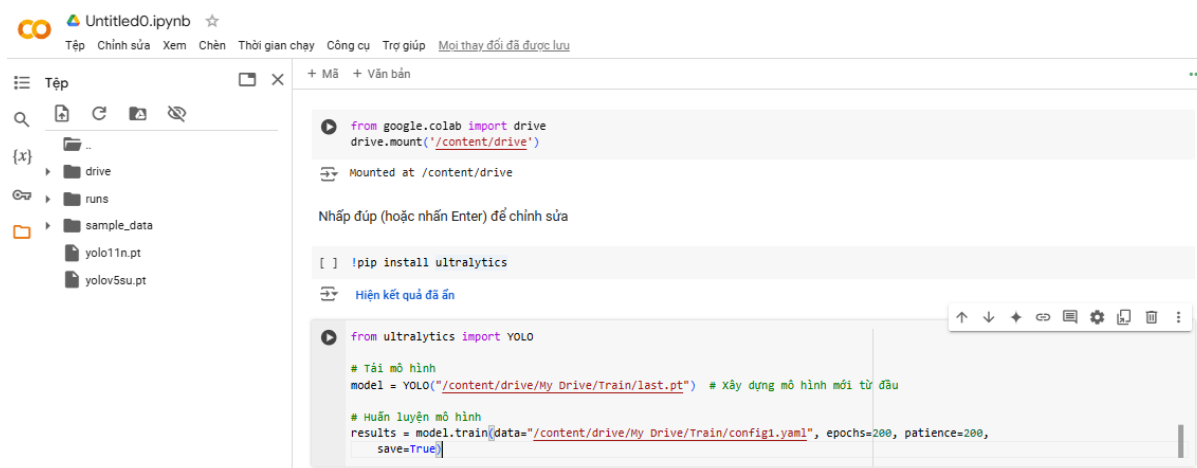 Untitled0.ipynb
Tệp Chỉnh sửa Xem Chèn Thời gian chạy Công cụ Trợ giúp Mọi thay đổi đã được lưu
Tệp
+ Mã + Văn bản
..
drive
runs
sample_data
yolo11n.pt
yolov5su.pt
{x}
from google.colab import drive
drive.mount('/content/drive')
Mounted at /content/drive
Nhấp đúp (hoặc nhấn Enter) để chỉnh sửa
[ ] !pip install ultralytics
Hiện kết quả đã ẩn
from ultralytics import YOLO
# Tải mô hình
model = YOLO("/content/drive/My Drive/Train/last.pt") # Xây dựng mô hình mới từ đầu
# Huấn luyện mô hình
results = model.train(data="/content/drive/My Drive/Train/config1.yaml", epochs=200, patience=200,
save=True)